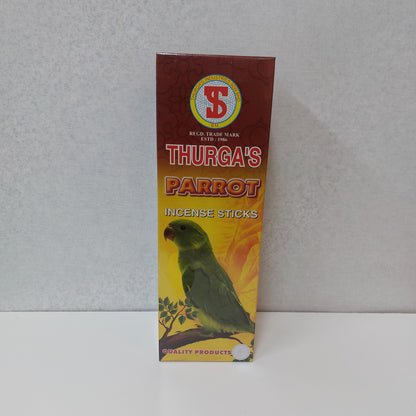 TS
REGD. TRADE MARK
ESTD : 1986
THURGA'S
PARROT
INCENSE STICKS
QUALITY PRODUCTS